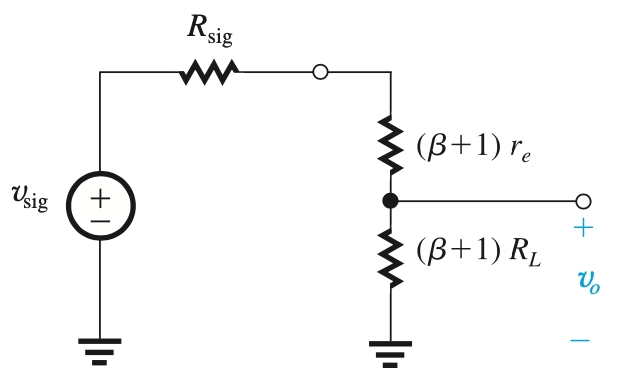 R_sig
(β+1) r_e
v_sig
+
−
+
(β+1) R_L
v_o
−